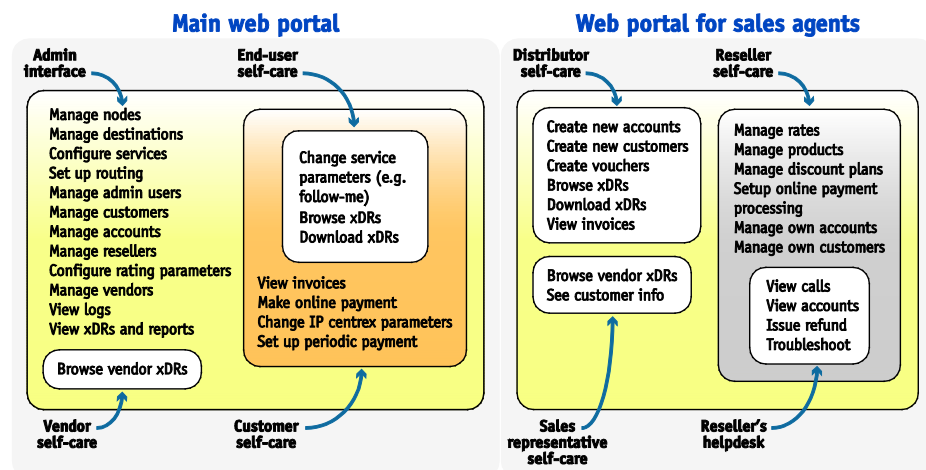 Main web portal
Admin
interface
End-user
self-care
Manage nodes
Manage destinations
Configure services
Set up routing
Manage admin users
Manage customers
Manage accounts
Manage resellers
Configure rating parameters
Manage vendors
View logs
View xDRs and reports
Browse vendor xDRs
Change service
parameters (e.g.
follow-me)
Browse xDRs
Download xDRs
View invoices
Make online payment
Change IP centrex parameters
Set up periodic payment
Vendor
self-care
Customer
self-care
Web portal for sales agents
Distributor
self-care
Reseller
self-care
Create new accounts
Create new customers
Create vouchers
Browse xDRs
Download xDRs
View invoices
Browse vendor xDRs
See customer info
Manage rates
Manage products
Manage discount plans
Setup online payment
processing
Manage own accounts
Manage own customers
View calls
View accounts
Issue refund
Troubleshoot
Sales
representative
self-care
Reseller's
helpdesk